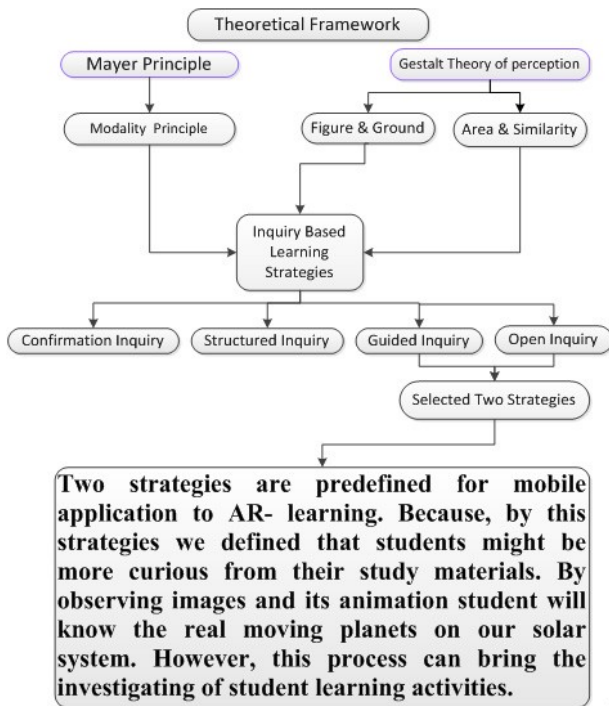 Theoretical Framework
Mayer Principle
Gestalt Theory of perception
Modality Principle
Figure & Ground
Area & Similarity
Inquiry Based
Learning
Strategies
Confirmation Inquiry
Structured Inquiry
Guided Inquiry
Open Inquiry
Selected Two Strategies
Two strategies are predefined for mobile
application to AR- learning. Because, by this
strategies we defined that students might be
more curious from their study materials. By
observing images and its animation student will
know the real moving planets on our solar
system. However, this process can bring the
investigating of student learning activities.